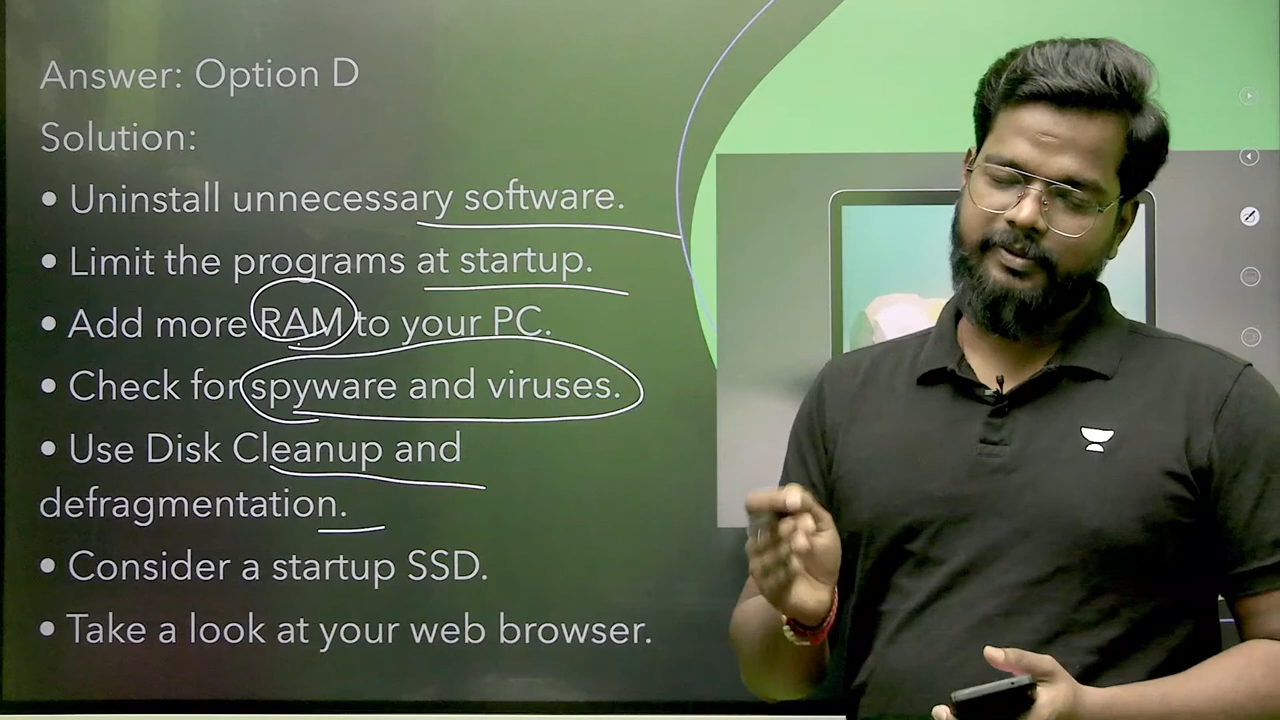 Answer: Option D
Solution:
• Uninstall unnecessary software.
• Limit the programs at startup.
• Add more RAM to your PC.
• Check for spyware and viruses.
• Use Disk Cleanup and
defragmentation.
• Consider a startup SSD.
• Take a look at your web browser.